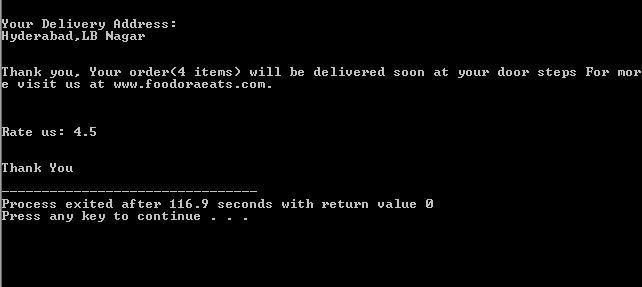 Your Delivery Address:
Hyderabad,LB Nagar
Thank you, Your order(4 items) will be delivered soon at your door steps For mor
e visit us at www.foodoraeats.com.
Rate us: 4.5
Thank You
--------------------------------
Process exited after 116.9 seconds with return value 0
Press any key to continue . . .